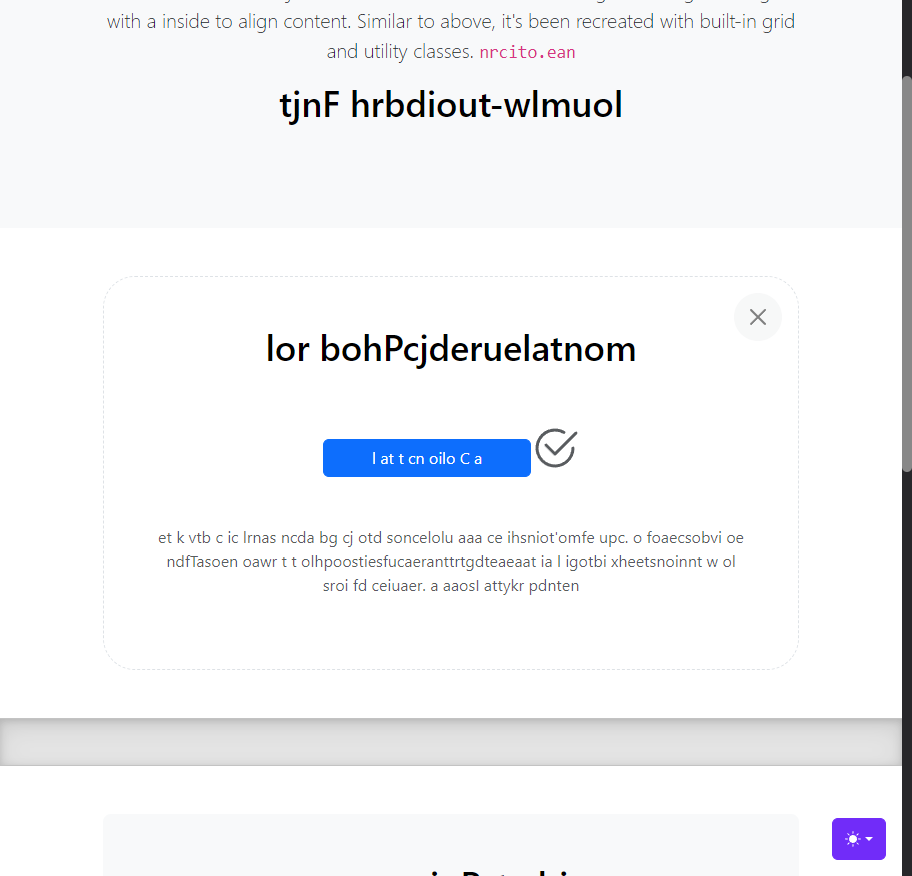 with a inside to align content. Similar to above, it's been recreated with built-in grid
and utility classes. nrcito.ean
tjnF hrbdiout-wlmuol
lor bohPcjderuelatnom
l at t cn oilo C a
et k vtb c ic lrnas ncda bg cj otd soncelolu aaa ce ihsniot'omfe upc. o foaecsobvi oe
ndfTasoen oawr t t olhpoostiesfucaeranttrtgdteaeaat ia l igotbi xheetsnoinnt w ol
sroi fd ceiuaer. a aaosI attykr pdnten